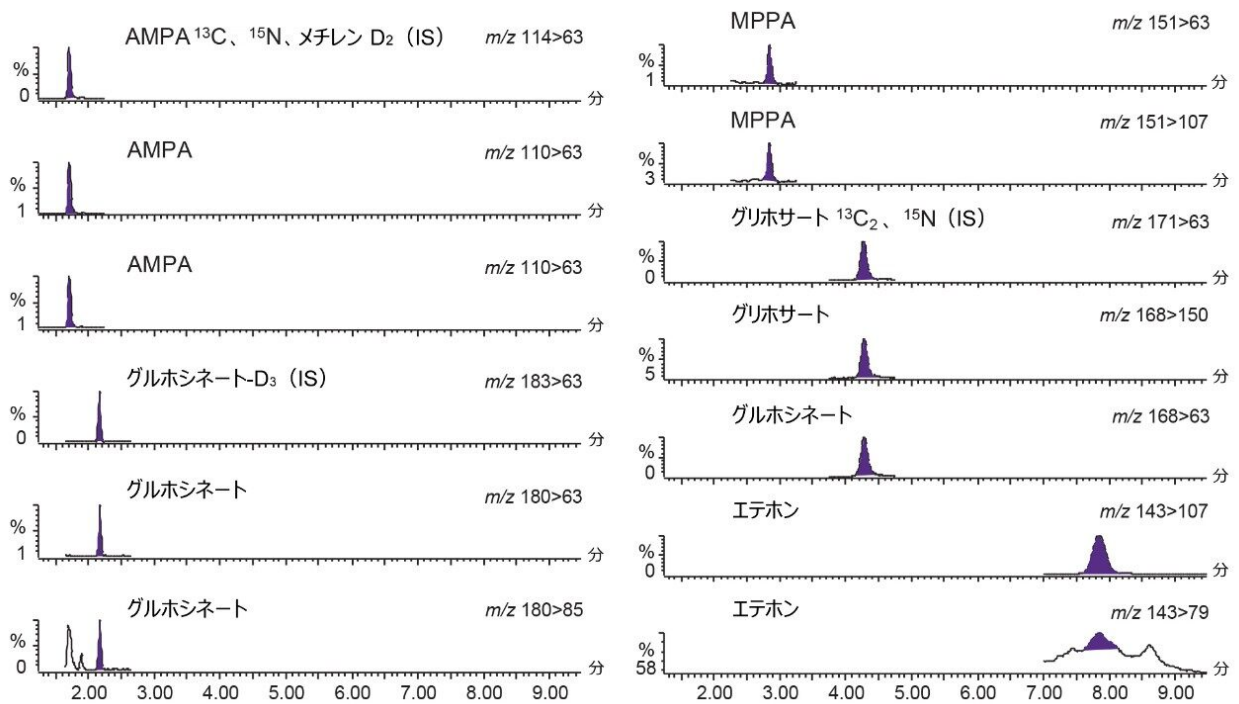 AMPA ¹³C、¹⁵N、メチレン D₂ (IS) m/z 114>63
%
0
分
AMPA m/z 110>63
%
1
分
AMPA m/z 110>63
%
1
分
グルホシネート-D₃ (IS) m/z 183>63
%
0
分
グルホシネート m/z 180>63
%
1
分
グルホシネート m/z 180>85
%
0
分
2.00 3.00 4.00 5.00 6.00 7.00 8.00 9.00
MPPA m/z 151>63
%
1
分
MPPA m/z 151>107
%
3
分
グリホサート ¹³C₂、¹⁵N (IS) m/z 171>63
%
0
分
グリホサート m/z 168>150
%
5
分
グルホシネート m/z 168>63
%
0
分
エテホン m/z 143>107
%
0
分
エテホン m/z 143>79
%
58
分
2.00 3.00 4.00 5.00 6.00 7.00 8.00 9.00